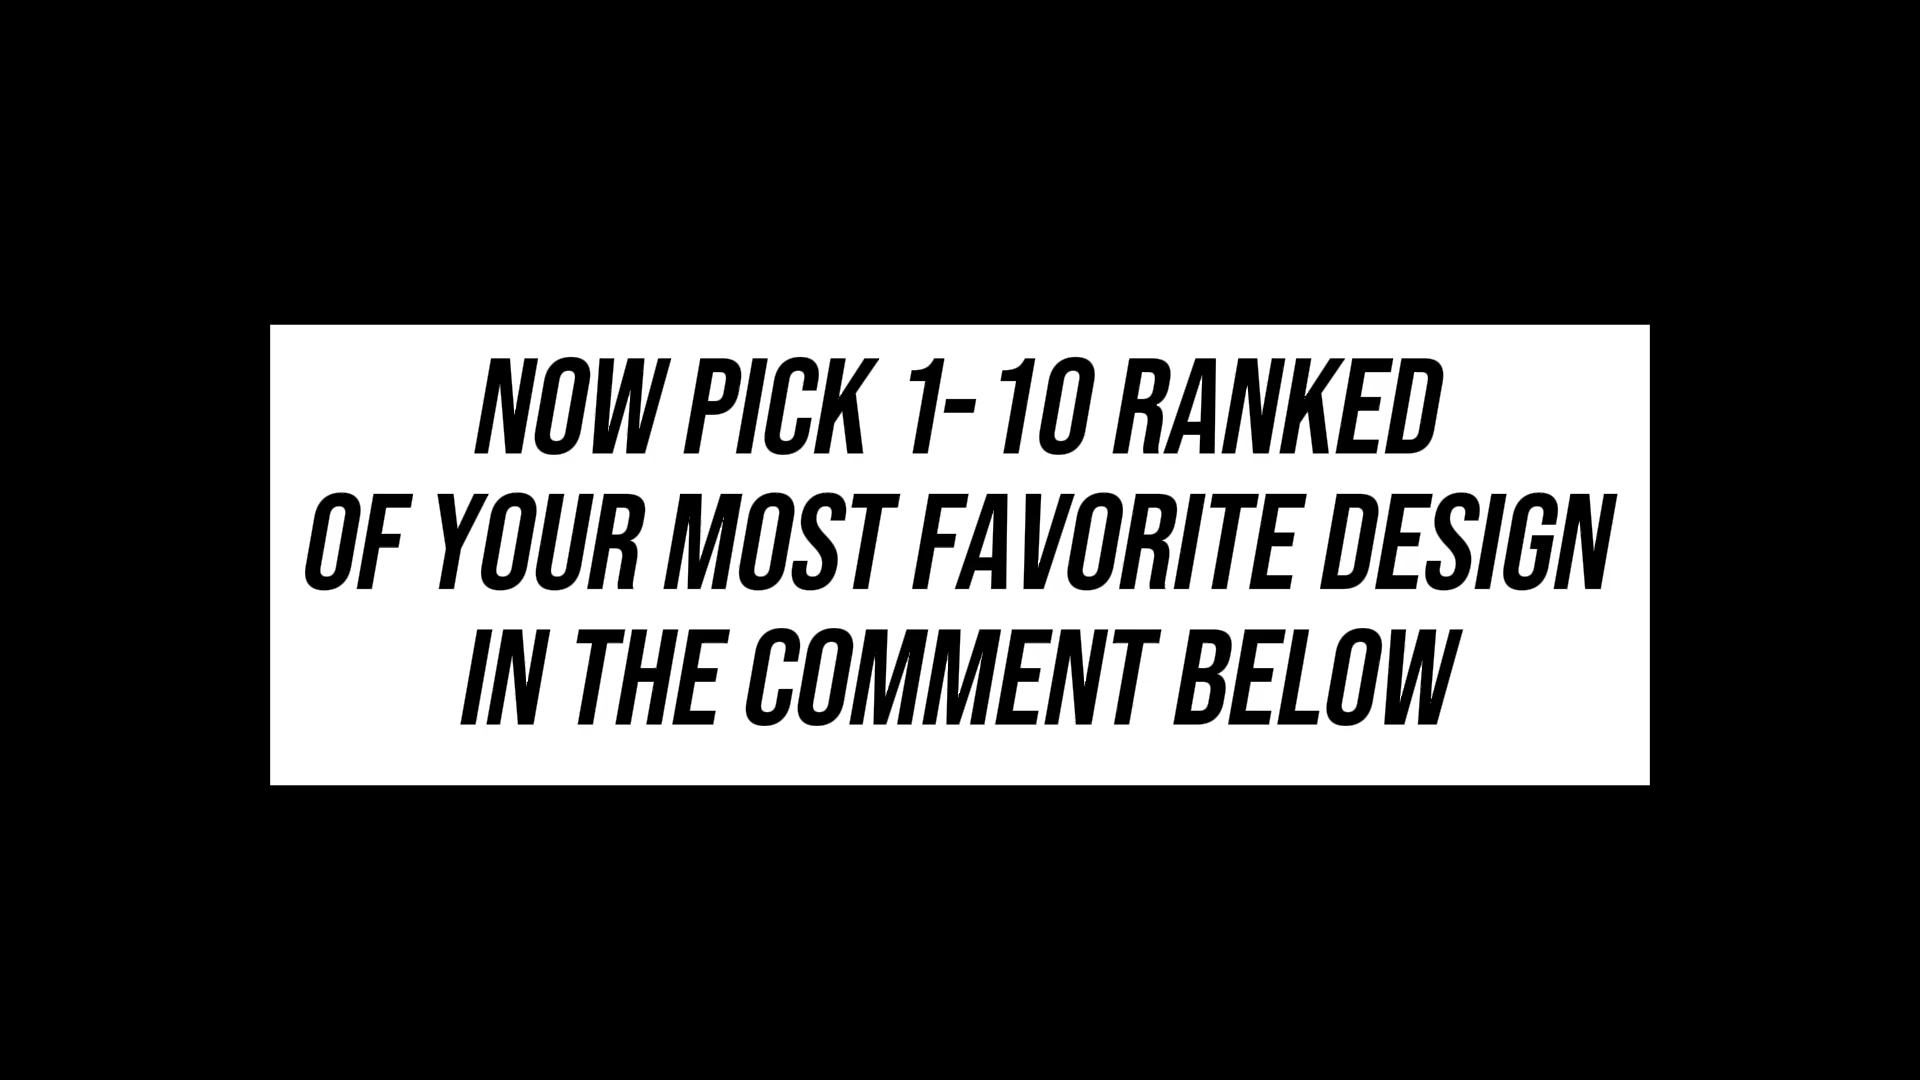 NOW PICK 1-10 RANKED
OF YOUR MOST FAVORITE DESIGN
IN THE COMMENT BELOW